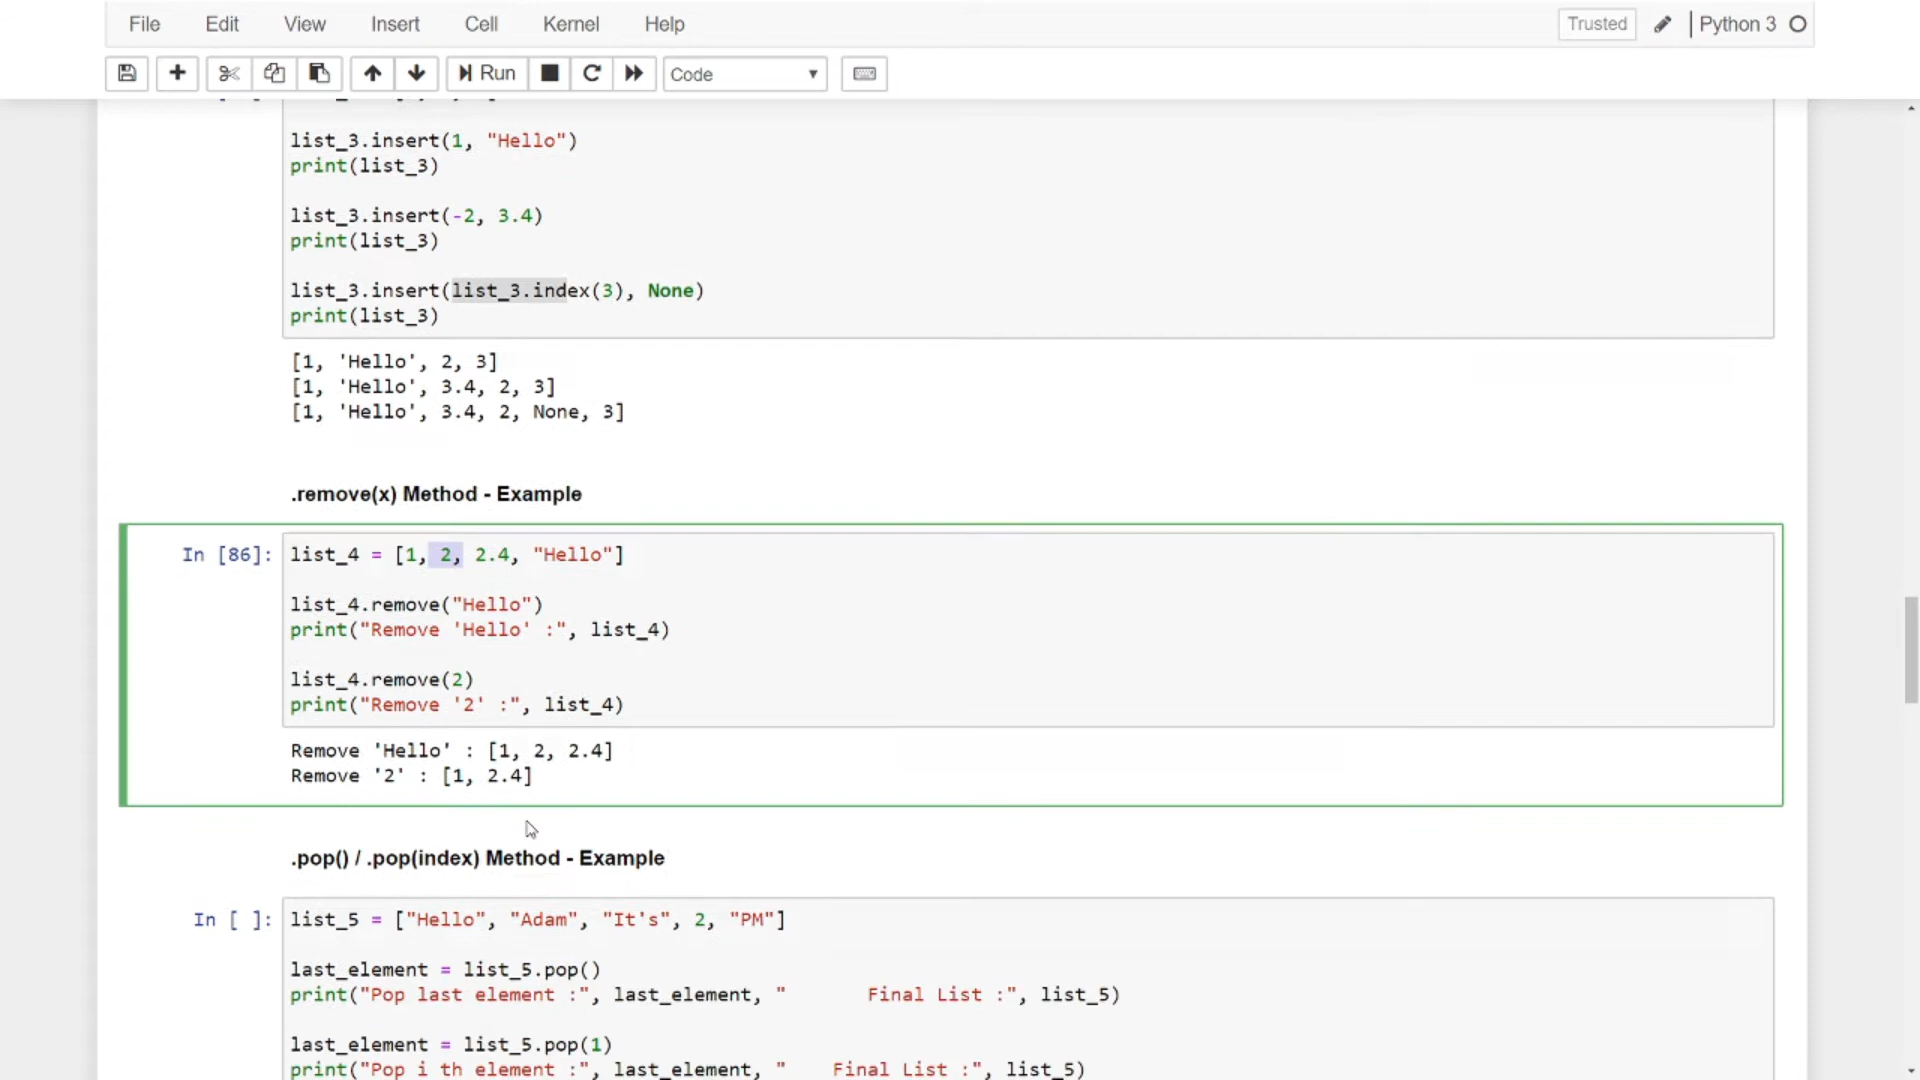 File Edit View Insert Cell Kernel Help Trusted Python 3
Run Code
list_3.insert(1, "Hello")
print(list_3)
list_3.insert(-2, 3.4)
print(list_3)
list_3.insert(list_3.index(3), None)
print(list_3)
[1, 'Hello', 2, 3]
[1, 'Hello', 3.4, 2, 3]
[1, 'Hello', 3.4, 2, None, 3]
.remove(x) Method - Example
In [86]: list_4 = [1, 2, 2.4, "Hello"]
list_4.remove("Hello")
print("Remove 'Hello' :", list_4)
list_4.remove(2)
print("Remove '2' :", list_4)
Remove 'Hello' : [1, 2, 2.4]
Remove '2' : [1, 2.4]
.pop() / .pop(index) Method - Example
In [ ]: list_5 = ["Hello", "Adam", "It's", 2, "PM"]
last_element = list_5.pop()
print("Pop last element :", last_element, "       Final List :", list_5)
last_element = list_5.pop(1)
print("Pop i th element :", last_element, "    Final List :", list_5)